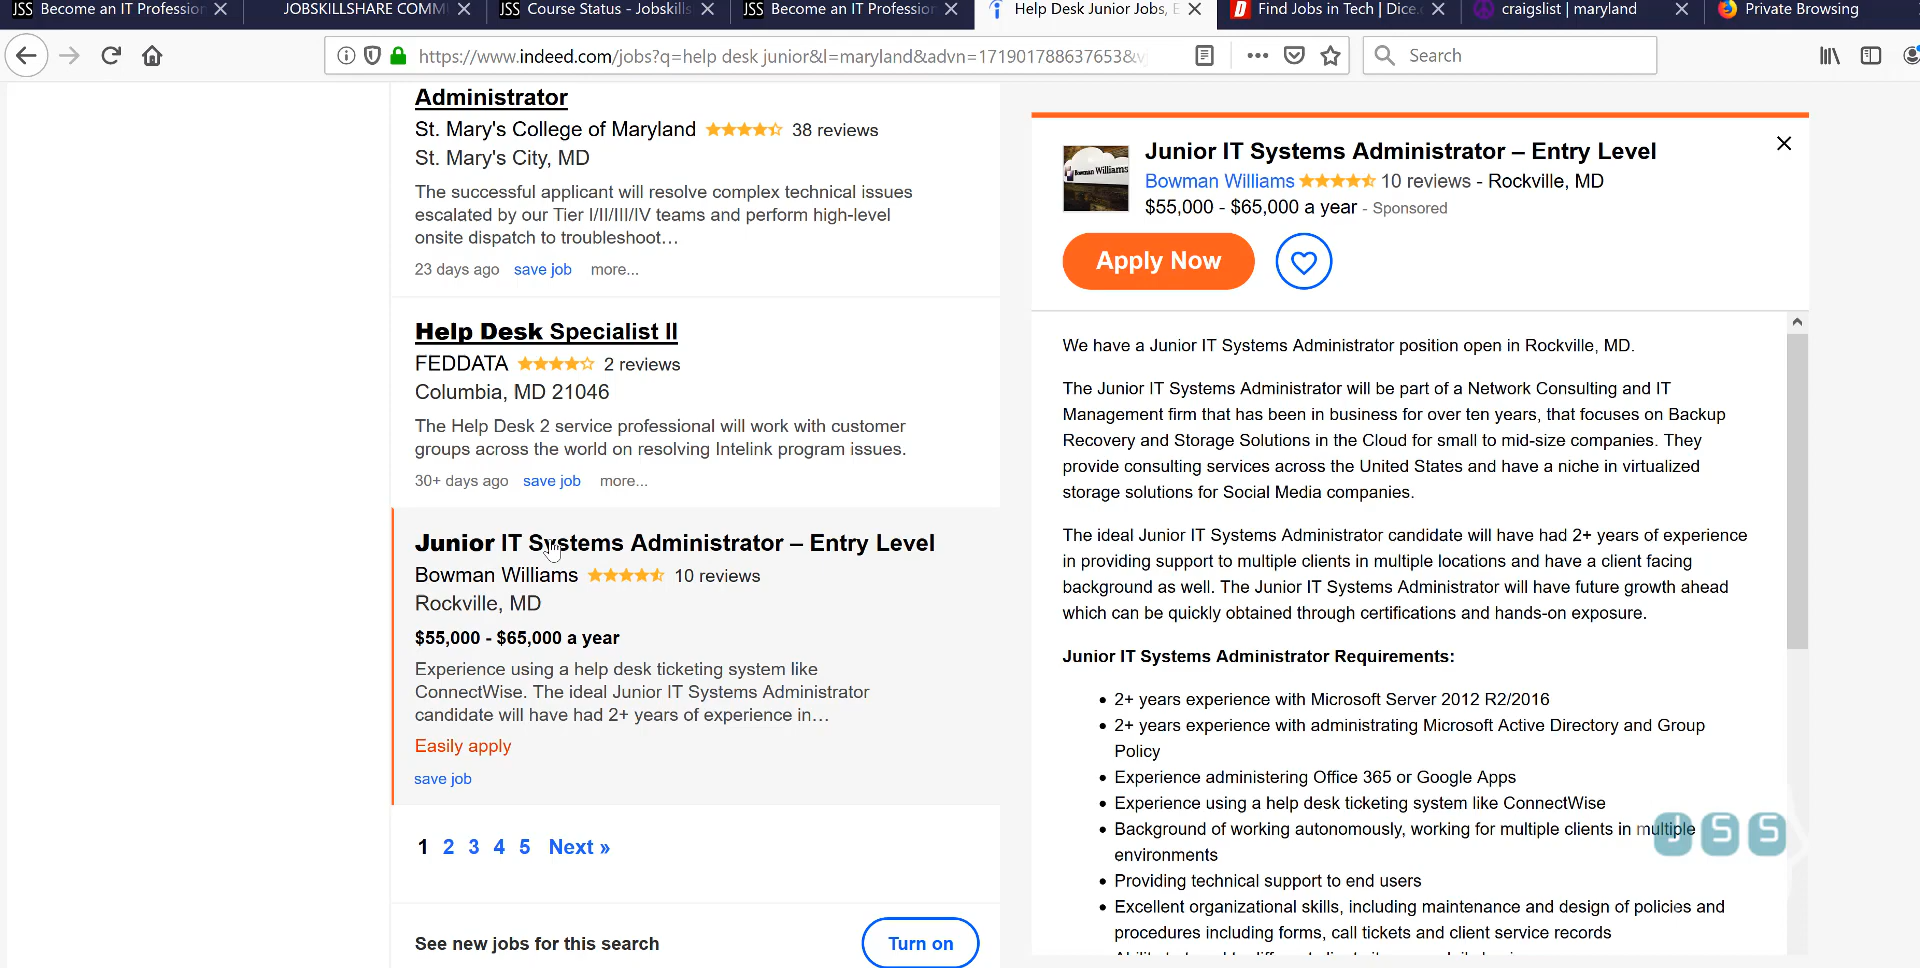 JSS Become an IT Profession
JOBSKILLSHARE COMM
JSS Course Status - Jobskills
JSS Become an IT Profession
Help Desk Junior Jobs, E
Find Jobs in Tech | Dice.c
craigslist | maryland
Private Browsing
https://www.indeed.com/jobs?q=help desk junior&l=maryland&advn=171901788637653&v
Search
Administrator
St. Mary's College of Maryland 38 reviews
St. Mary's City, MD
The successful applicant will resolve complex technical issues
escalated by our Tier I/II/III/IV teams and perform high-level
onsite dispatch to troubleshoot…
23 days ago save job more...
Help Desk Specialist II
FEDDATA 2 reviews
Columbia, MD 21046
The Help Desk 2 service professional will work with customer
groups across the world on resolving Intelink program issues.
30+ days ago save job more...
Junior IT Systems Administrator – Entry Level
Bowman Williams 10 reviews
Rockville, MD
$55,000 - $65,000 a year
Experience using a help desk ticketing system like
ConnectWise. The ideal Junior IT Systems Administrator
candidate will have had 2+ years of experience in…
Easily apply
save job
1 2 3 4 5 Next »
See new jobs for this search Turn on
Junior IT Systems Administrator – Entry Level
Bowman Williams
Bowman Williams 10 reviews - Rockville, MD
$55,000 - $65,000 a year - Sponsored
Apply Now
We have a Junior IT Systems Administrator position open in Rockville, MD.
The Junior IT Systems Administrator will be part of a Network Consulting and IT
Management firm that has been in business for over ten years, that focuses on Backup
Recovery and Storage Solutions in the Cloud for small to mid-size companies. They
provide consulting services across the United States and have a niche in virtualized
storage solutions for Social Media companies.
The ideal Junior IT Systems Administrator candidate will have had 2+ years of experience
in providing support to multiple clients in multiple locations and have a client facing
background as well. The Junior IT Systems Administrator will have future growth ahead
which can be quickly obtained through certifications and hands-on exposure.
Junior IT Systems Administrator Requirements:
• 2+ years experience with Microsoft Server 2012 R2/2016
• 2+ years experience with administrating Microsoft Active Directory and Group
Policy
• Experience administering Office 365 or Google Apps
• Experience using a help desk ticketing system like ConnectWise
• Background of working autonomously, working for multiple clients in multiple
environments
• Providing technical support to end users
• Excellent organizational skills, including maintenance and design of policies and
procedures including forms, call tickets and client service records
JSS